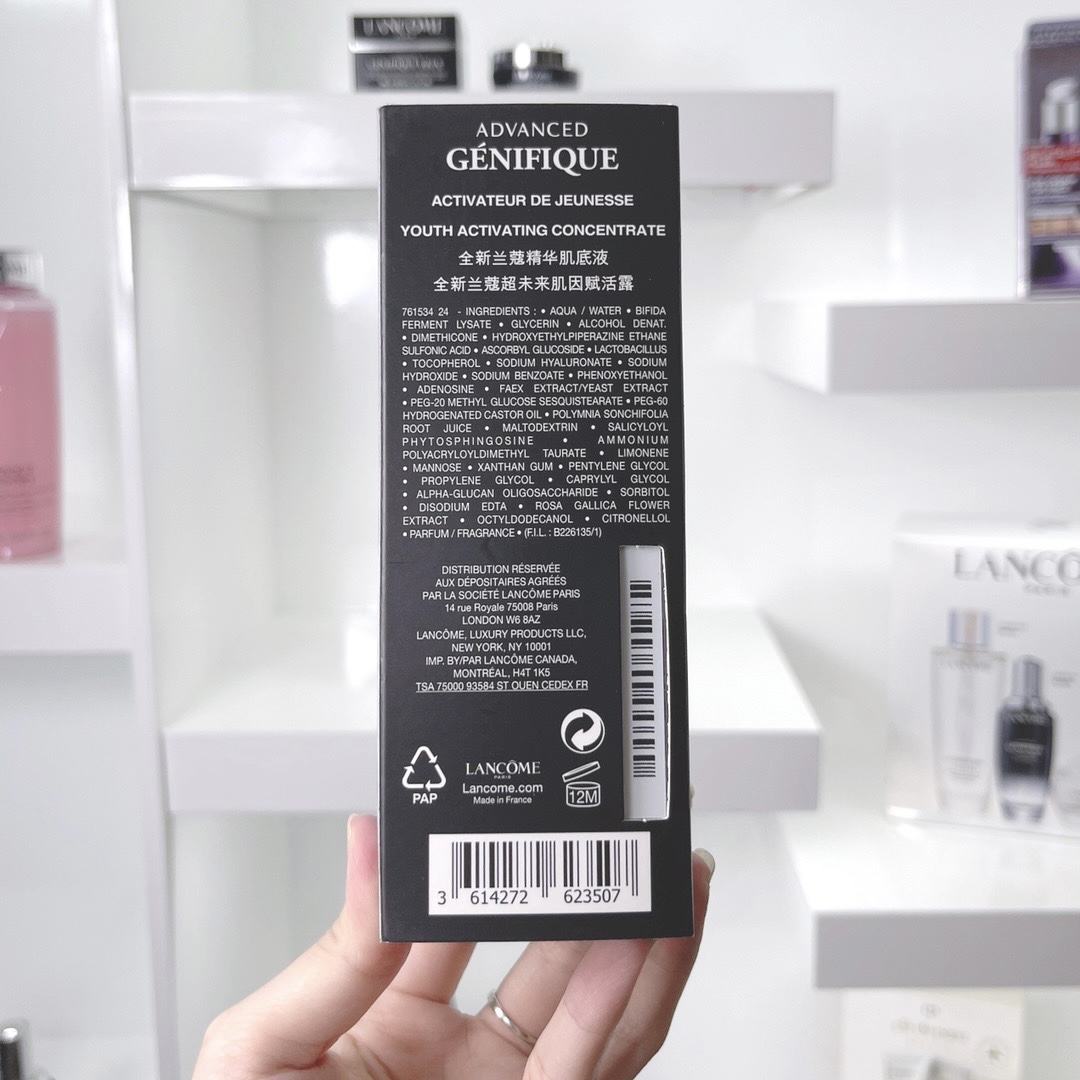 LANCÔME
ADVANCED
GÉNIFIQUE
ACTIVATEUR DE JEUNESSE
YOUTH ACTIVATING CONCENTRATE
全新兰蔻精华肌底液
全新兰蔻超未来肌因赋活露
761534 24 - INGREDIENTS : • AQUA / WATER • BIFIDA
FERMENT LYSATE • GLYCERIN • ALCOHOL DENAT.
• DIMETHICONE • HYDROXYETHYLPIPERAZINE ETHANE
SULFONIC ACID • ASCORBYL GLUCOSIDE • LACTOBACILLUS
• TOCOPHEROL • SODIUM HYALURONATE • SODIUM
HYDROXIDE • SODIUM BENZOATE • PHENOXYETHANOL
• ADENOSINE • FAEX EXTRACT/YEAST EXTRACT
• PEG-20 METHYL GLUCOSE SESQUISTEARATE • PEG-60
HYDROGENATED CASTOR OIL • POLYMNIA SONCHIFOLIA
ROOT JUICE • MALTODEXTRIN • SALICYLOYL
PHYTOSPHINGOSINE • AMMONIUM
POLYACRYLOYLDIMETHYL TAURATE • LIMONENE
• MANNOSE • XANTHAN GUM • PENTYLENE GLYCOL
• PROPYLENE GLYCOL • CAPRYLYL GLYCOL
• ALPHA-GLUCAN OLIGOSACCHARIDE • SORBITOL
• DISODIUM EDTA • ROSA GALLICA FLOWER
EXTRACT • OCTYLDODECANOL • CITRONELLOL
• PARFUM / FRAGRANCE • (F.I.L. : B226135/1)
DISTRIBUTION RÉSERVÉE
AUX DÉPOSITAIRES AGRÉÉS
PAR LA SOCIÉTÉ LANCÔME PARIS
14 rue Royale 75008 Paris
LONDON W6 8AZ
LANCÔME, LUXURY PRODUCTS LLC,
NEW YORK, NY 10001
IMP. BY/PAR LANCÔME CANADA,
MONTRÉAL, H4T 1K5
TSA 75000 93584 ST OUEN CEDEX FR
PAP
LANCÔME
PARIS
Lancome.com
Made in France
12M
3 614272 623507
LANCÔ
PARIS